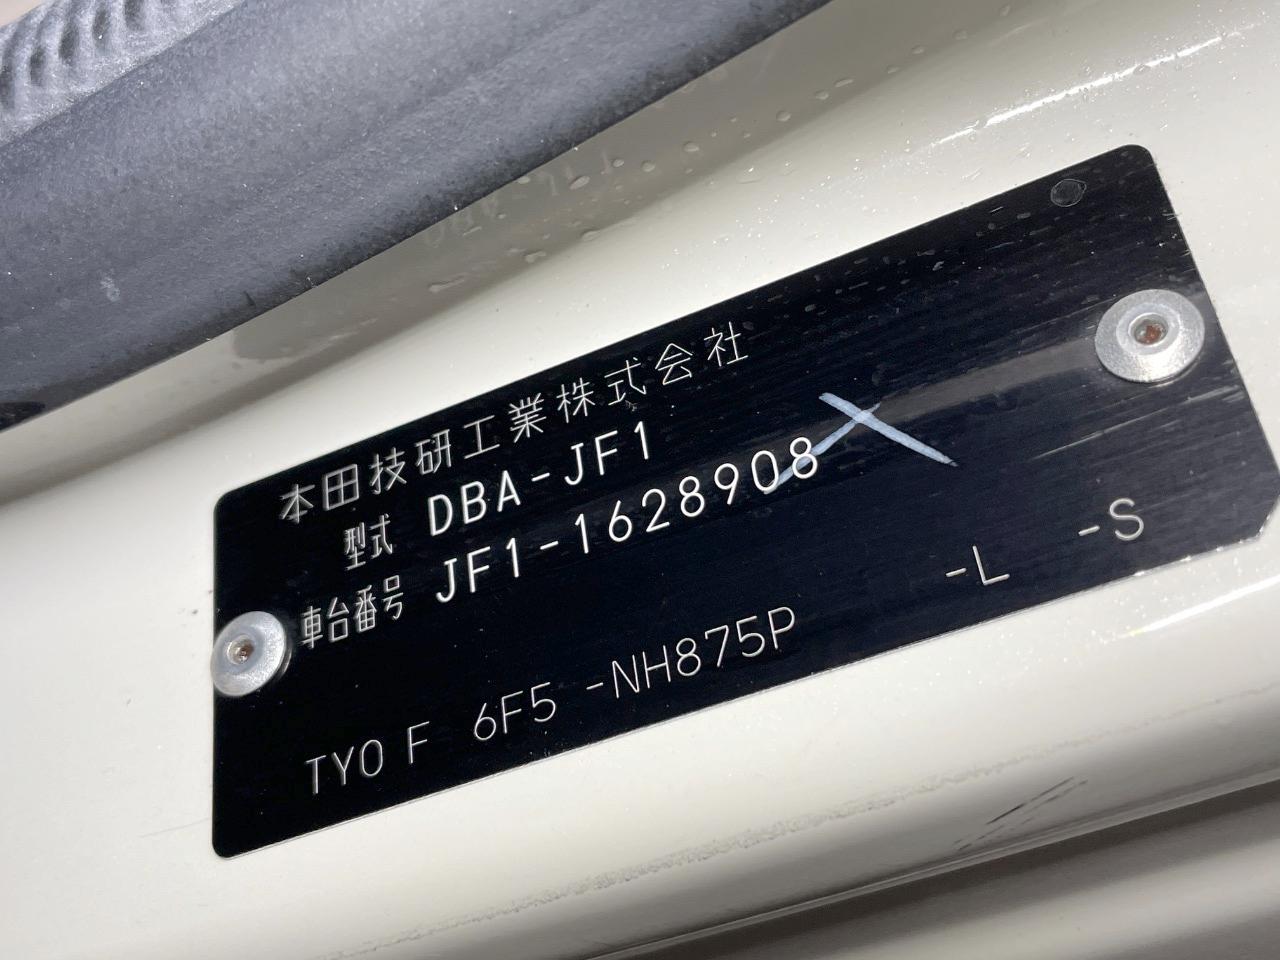 本田技研工業株式会社
型式 DBA-JF1
車台番号 JF1-1628908
-L -S
TY0 F 6F5 -NH875P